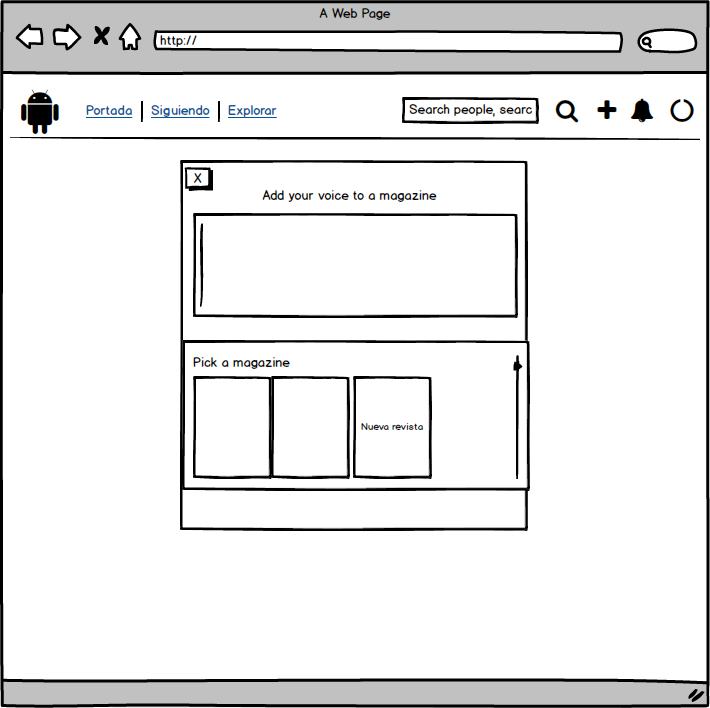 A Web Page
http://
Portada
Siguiendo
Explorar
Search people, searc
X
Add your voice to a magazine
Pick a magazine
Nueva revista